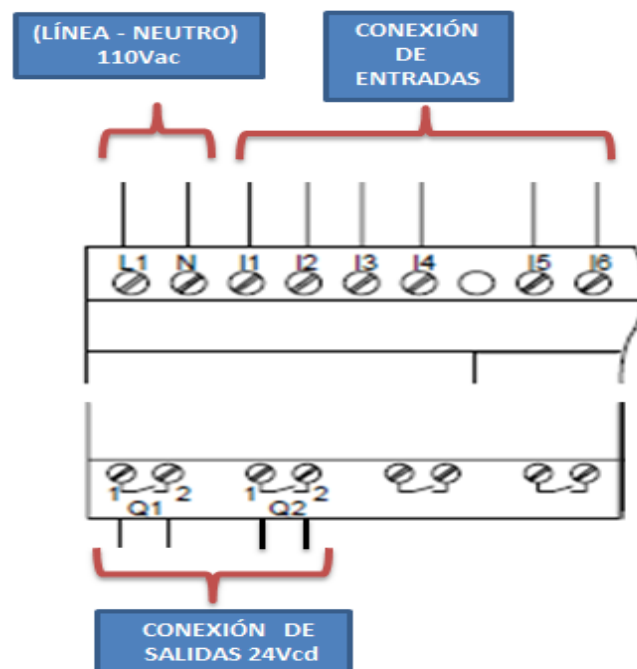 (LÍNEA - NEUTRO)
110Vac
CONEXIÓN
DE
ENTRADAS
L1 N I1 I2 I3 I4 I5 I6
1 2 1 2
Q1 Q2
CONEXIÓN DE
SALIDAS 24Vcd